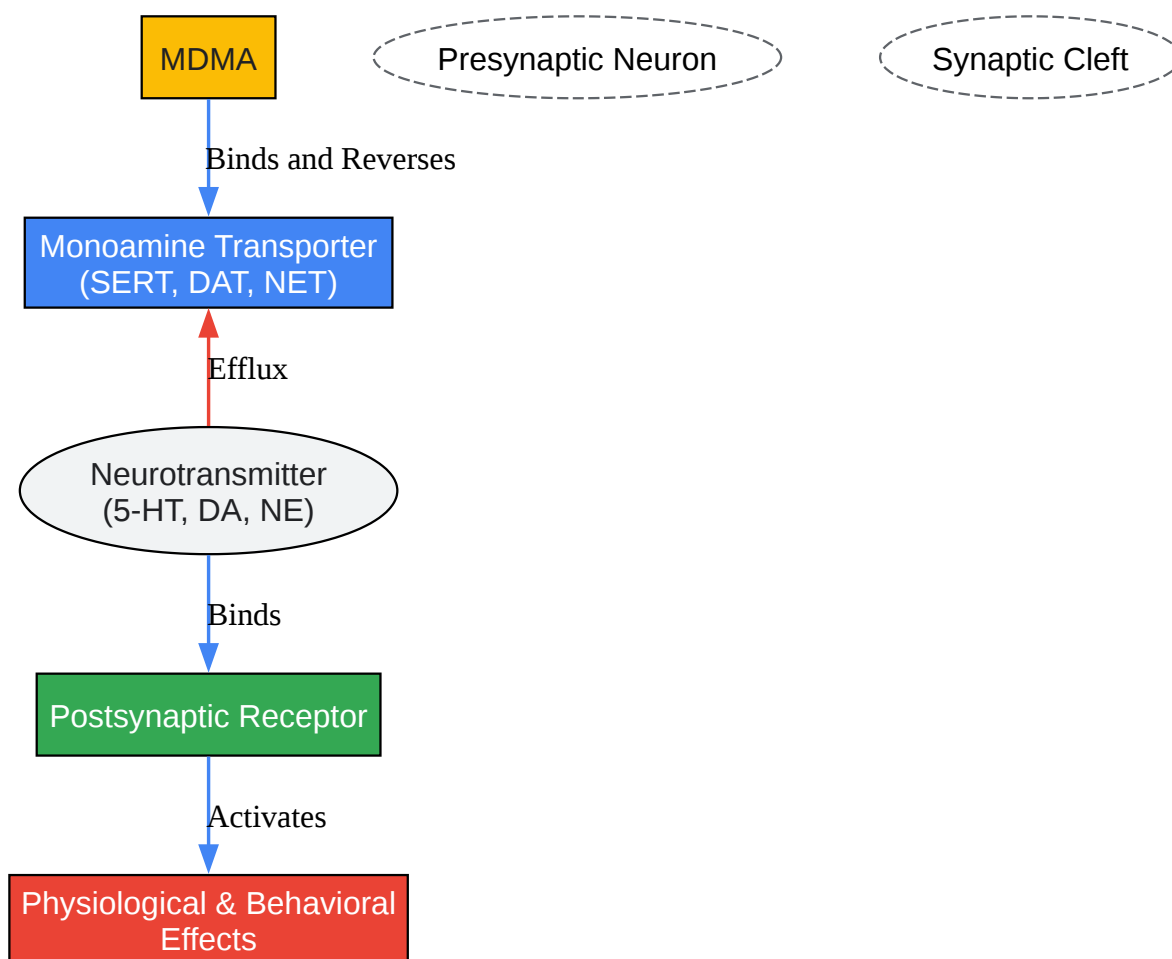 MDMA
Presynaptic Neuron
Synaptic Cleft
Binds and Reverses
Monoamine Transporter
(SERT, DAT, NET)
Efflux
Neurotransmitter
(5-HT, DA, NE)
Binds
Postsynaptic Receptor
Activates
Physiological & Behavioral
Effects